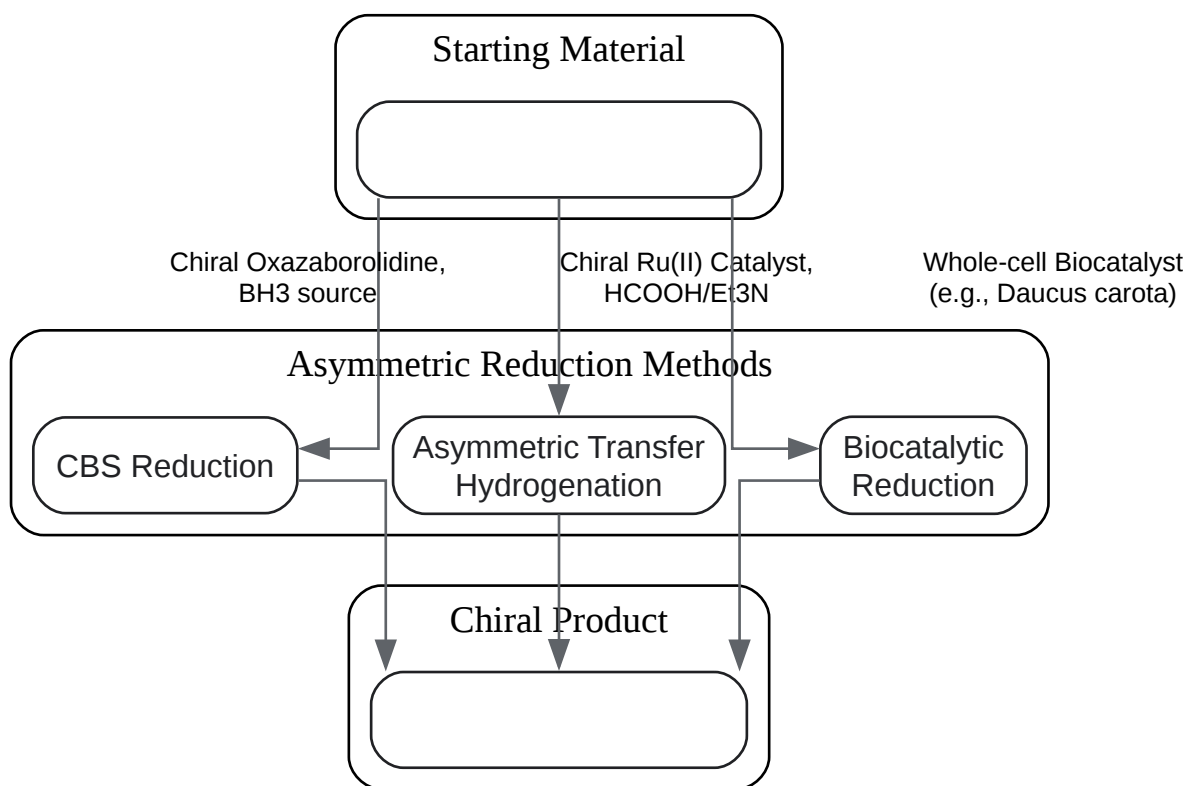 Starting Material
Chiral Oxazaborolidine,
BH3 source
Chiral Ru(II) Catalyst,
HCOOH/Et3N
Whole-cell Biocatalyst
(e.g., Daucus carota)
Asymmetric Reduction Methods
CBS Reduction
Asymmetric Transfer
Hydrogenation
Biocatalytic
Reduction
Chiral Product